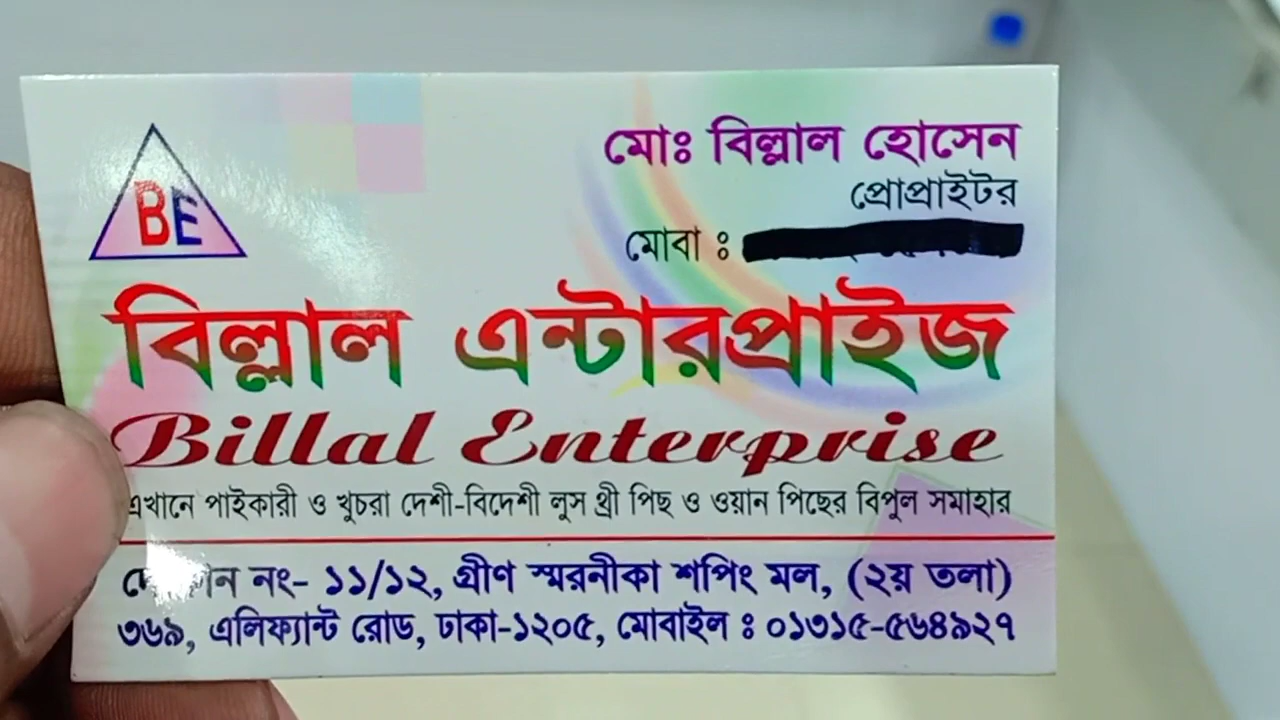 BE
মোঃ বিল্লাল হোসেন
প্রোপ্রাইটর
মোবা ঃ
বিল্লাল এন্টারপ্রাইজ
Billal Enterprise
এখানে পাইকারী ও খুচরা দেশী-বিদেশী লুস থ্রী পিছ ও ওয়ান পিছের বিপুল সমাহার
নং- ১১/১২, গ্রীণ স্মরনীকা শপিং মল, (২য় তলা)
৩৬৯, এলিফ্যান্ট রোড, ঢাকা-১২০৫, মোবাইল ঃ ০১৩১৫-৫৬৪৯২৭